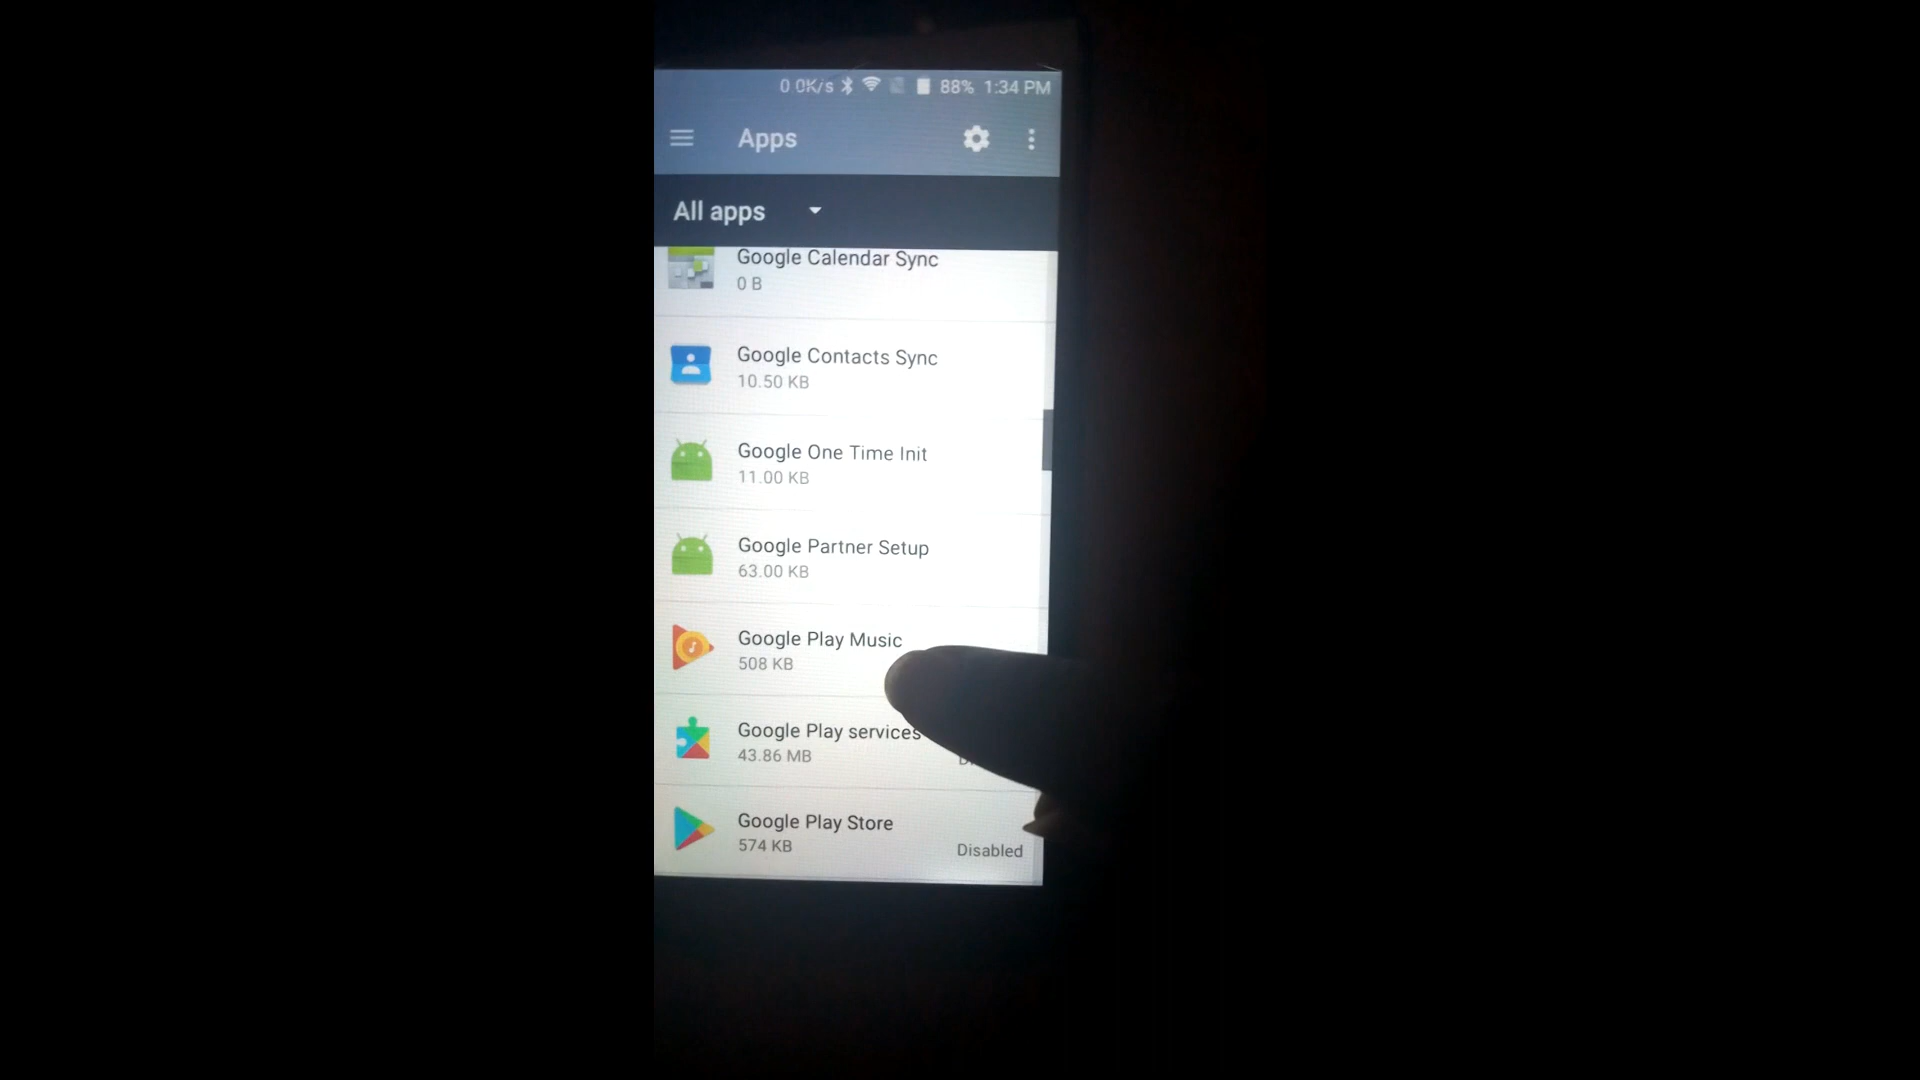 0 0K/s 88% 1:34 PM
Apps
All apps
Google Calendar Sync
0 B
Google Contacts Sync
10.50 KB
Google One Time Init
11.00 KB
Google Partner Setup
63.00 KB
Google Play Music
508 KB
Google Play services
43.86 MB
Google Play Store
574 KB
Disabled